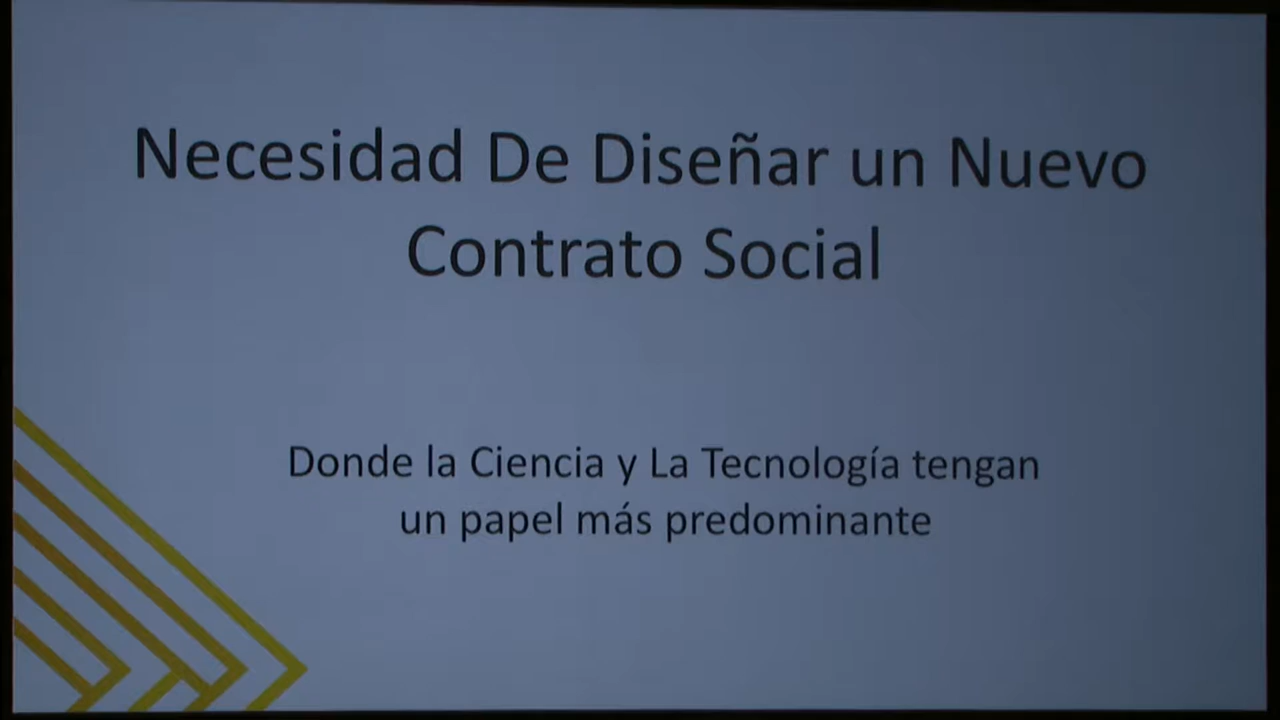 Necesidad De Diseñar un Nuevo
Contrato Social
Donde la Ciencia y La Tecnología tengan
un papel más predominante